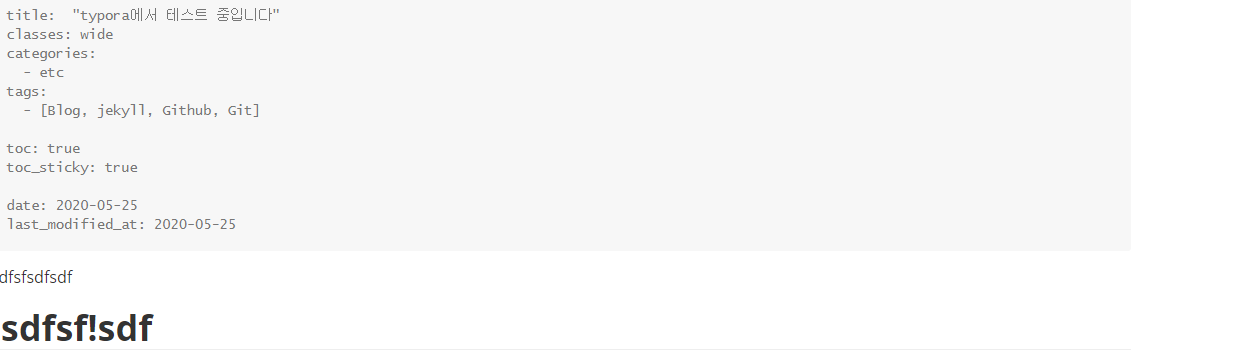 title:  "typora에서 테스트 중입니다"
classes: wide
categories:
  - etc
tags:
  - [Blog, jekyll, Github, Git]
toc: true
toc_sticky: true
date: 2020-05-25
last_modified_at: 2020-05-25
dfsfsdfsdf
sdfsf!sdf